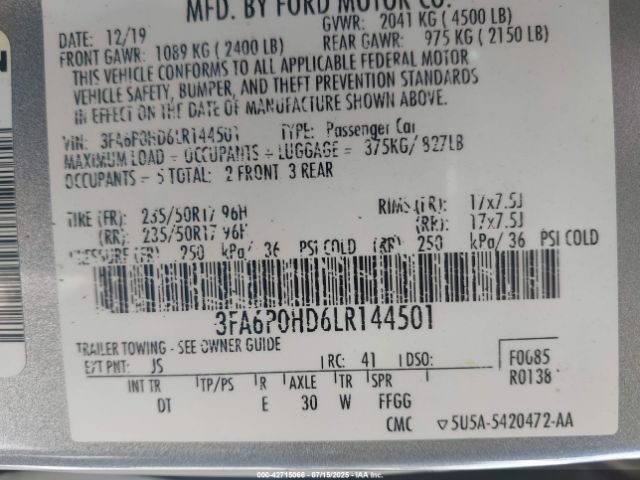 MFD. BY FORD MOTOR CO.
DATE: 12/19 GVWR: 2041 KG ( 4500 LB)
FRONT GAWR: 1089 KG ( 2400 LB) REAR GAWR: 975 KG ( 2150 LB)
THIS VEHICLE CONFORMS TO ALL APPLICABLE FEDERAL MOTOR
VEHICLE SAFETY, BUMPER, AND THEFT PREVENTION STANDARDS
IN EFFECT ON THE DATE OF MANUFACTURE SHOWN ABOVE.
VIN: 3FA6P0HD6LR144501 TYPE: Passenger Car
MAXIMUM LOAD = OCCUPANTS + LUGGAGE = 375KG/ 827LB
OCCUPANTS = 5 TOTAL: 2 FRONT 3 REAR
TIRE (FR): 235/50R17 96H RIMS (FR): 17x7.5J
(RR): 235/50R17 96H (RR): 17x7.5J
PRESSURE (FR) 250 kPa/ 36 PSI COLD (RR) 250 kPa/ 36 PSI COLD
3FA6P0HD6LR144501
TRAILER TOWING - SEE OWNER GUIDE
EXT PNT: JS RC: 41 DSO: F0085
R0138
INT TR TP/PS R AXLE TR SPR
DT E 30 W FFGG
CMC ▽5U5A-5420472-AA
000-42715066 - 07/15/2025 - IAAI.COM